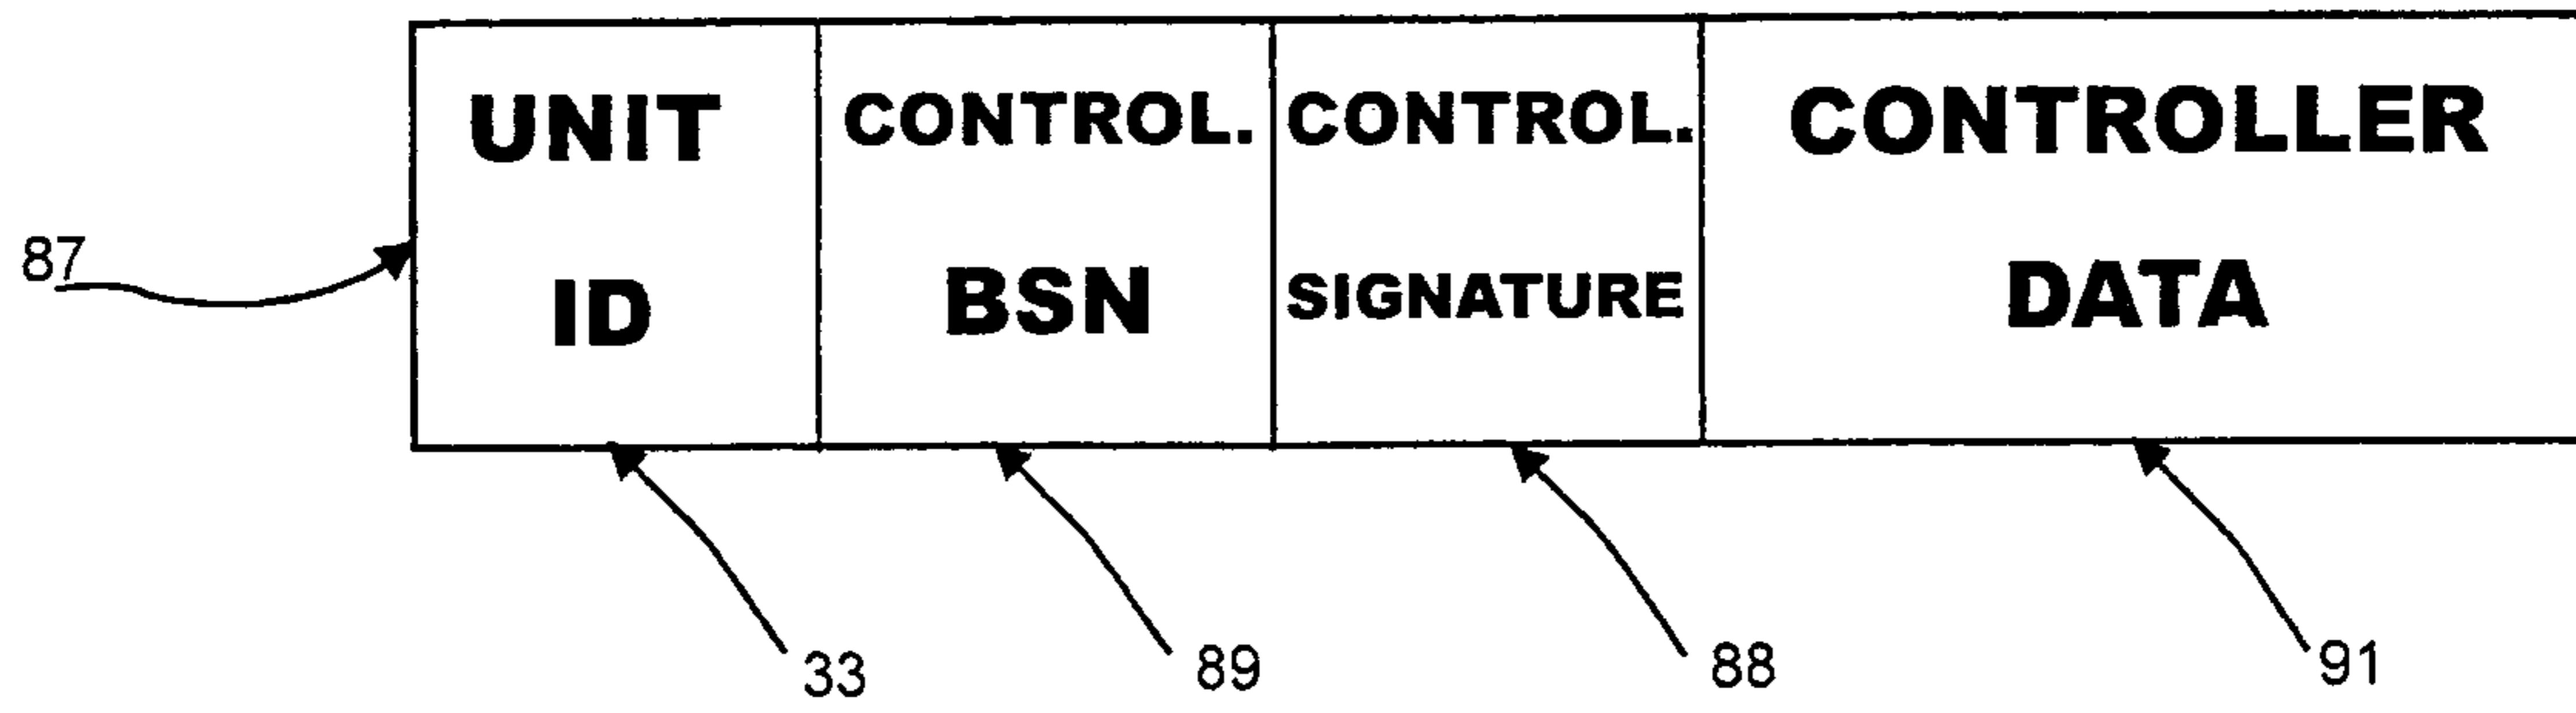 UNIT ID
CONTROL. BSN
CONTROL. SIGNATURE
CONTROLLER DATA
87
33
89
88
91